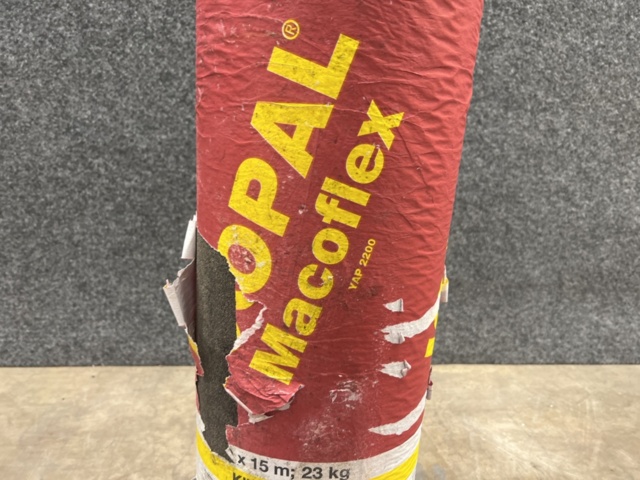 OPAL®
Macoflex
YAP 2200
x 15 m; 23 kg